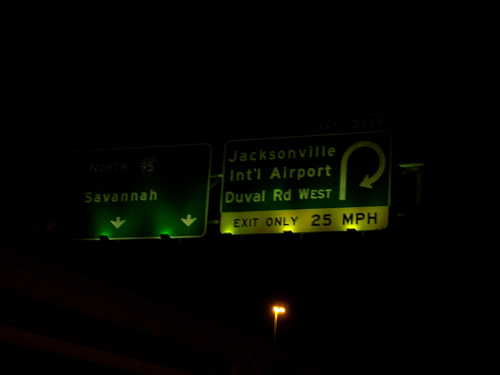 NORTH 95
Savannah
Jacksonville
Int'l Airport
Duval Rd WEST
EXIT ONLY 25 MPH